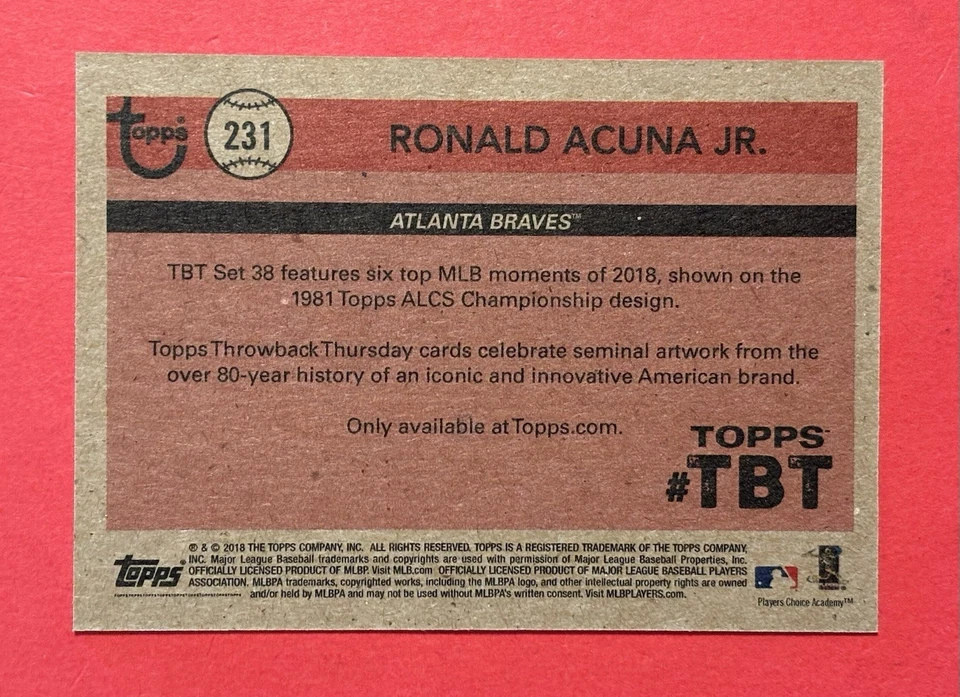 Topps®
231
RONALD ACUNA JR.
ATLANTA BRAVES™
TBT Set 38 features six top MLB moments of 2018, shown on the
1981 Topps ALCS Championship design.
Topps Throwback Thursday cards celebrate seminal artwork from the
over 80-year history of an iconic and innovative American brand.
Only available at Topps.com.
TOPPS™
#TBT
® & © 2018 THE TOPPS COMPANY, INC. ALL RIGHTS RESERVED. TOPPS IS A REGISTERED TRADEMARK OF THE TOPPS COMPANY,
INC. Major League Baseball trademarks and copyrights are used with permission of Major League Baseball Properties, Inc.
OFFICIALLY LICENSED PRODUCT OF MLBP. Visit MLB.com OFFICIALLY LICENSED PRODUCT OF MAJOR LEAGUE BASEBALL PLAYERS
ASSOCIATION. MLBPA trademarks, copyrighted works, including the MLBPA logo, and other intellectual property rights are owned
and/or held by MLBPA and may not be used without MLBPA's written consent. Visit MLBPLAYERS.com.
Topps
Players Choice Academy™